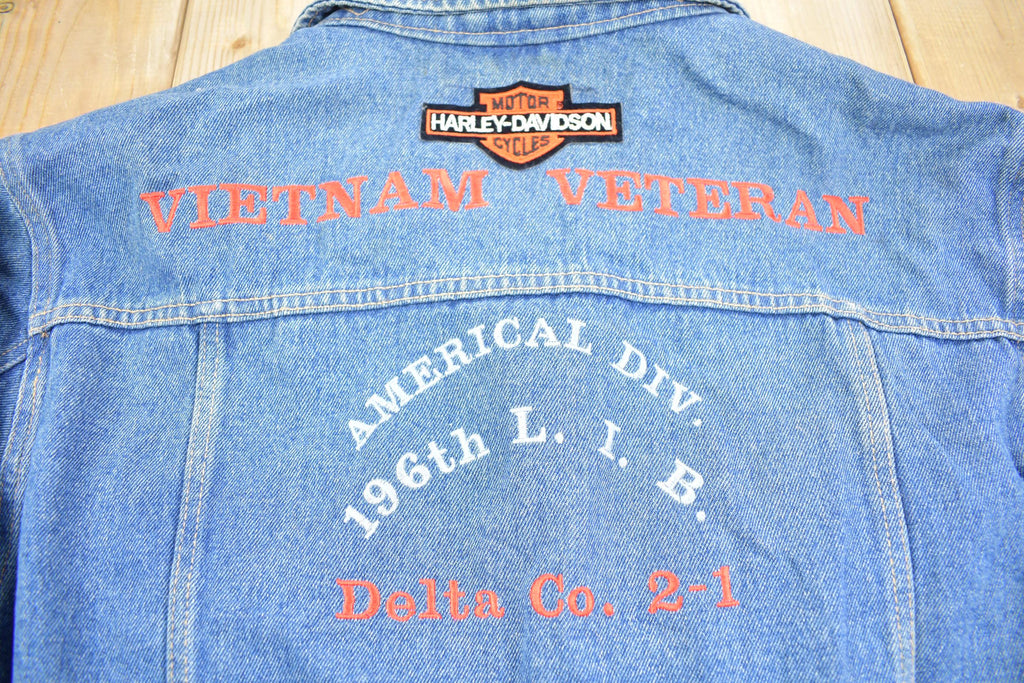 MOTOR
HARLEY-DAVIDSON
CYCLES
VIETNAM VETERAN
AMERICAL DIV.
196th L. I. B.
Delta Co. 2-1